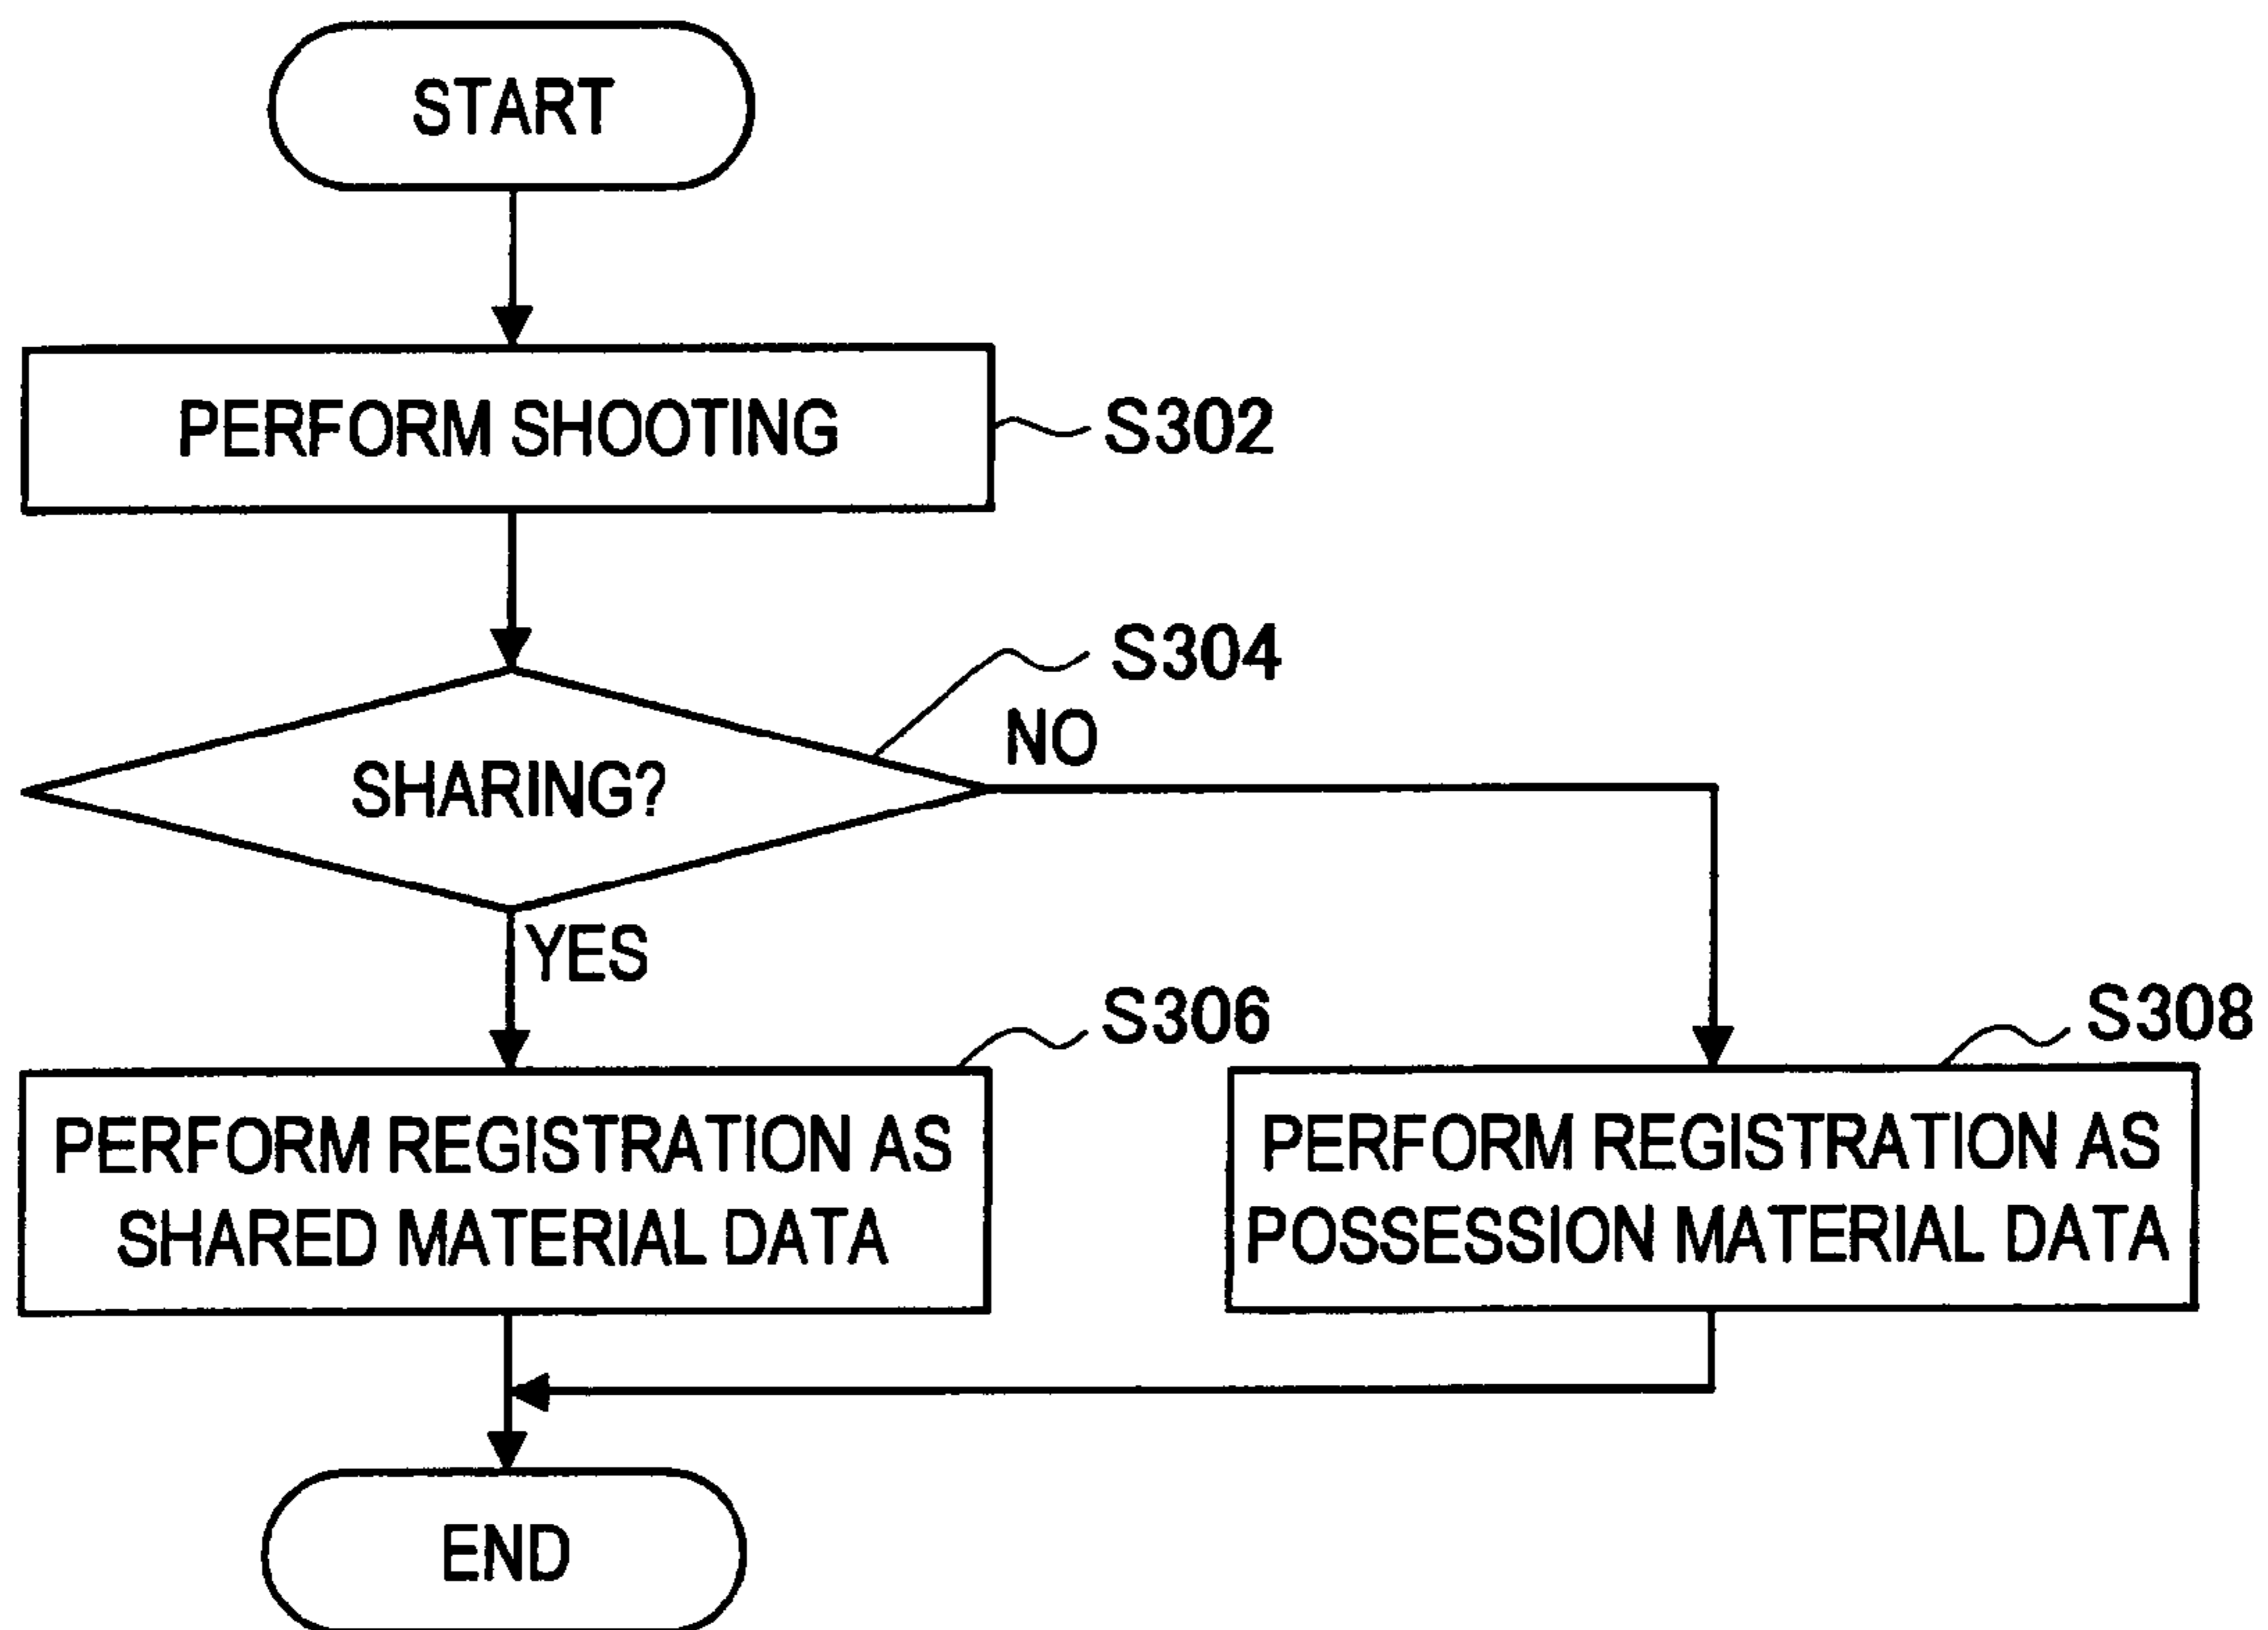 START
PERFORM SHOOTING
S302
S304
NO
SHARING?
YES
S306
S308
PERFORM REGISTRATION AS
SHARED MATERIAL DATA
PERFORM REGISTRATION AS
POSSESSION MATERIAL DATA
END